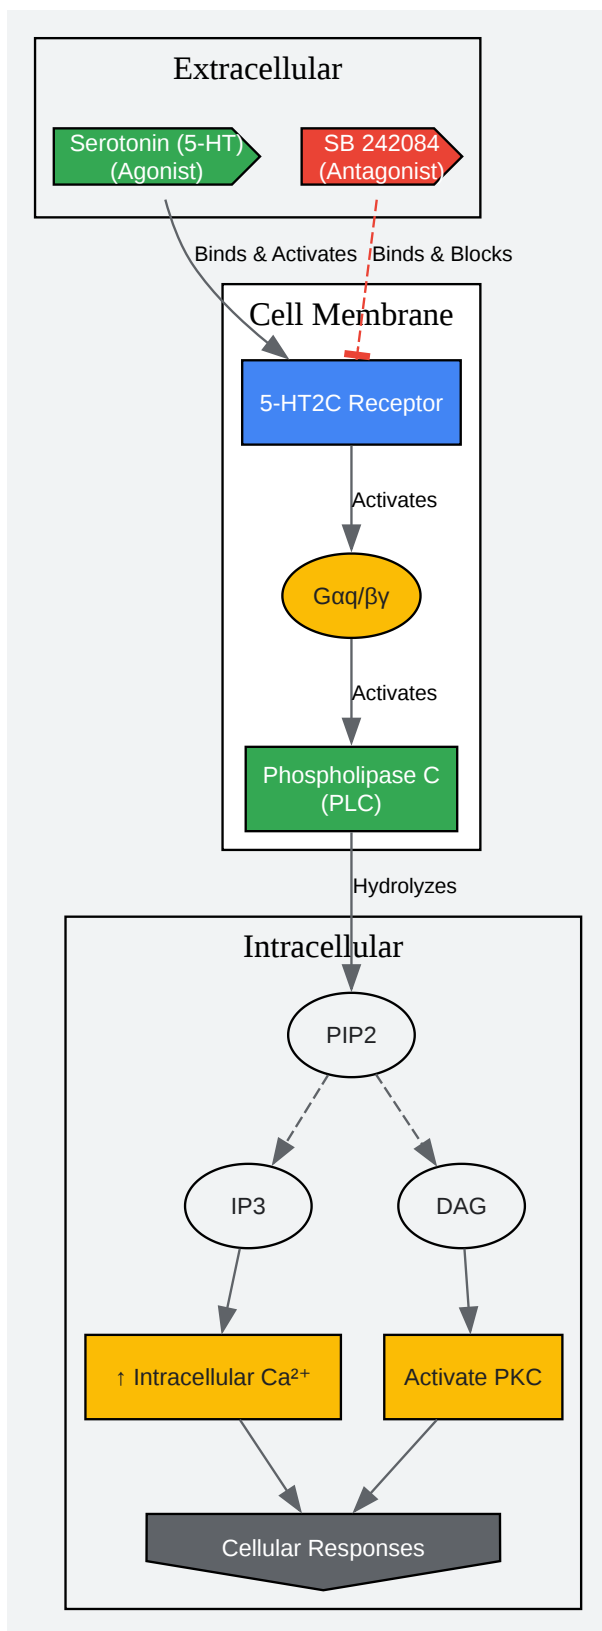 Extracellular
Serotonin (5-HT)
(Agonist)
SB 242084
(Antagonist)
Binds & Activates
Binds & Blocks
Cell Membrane
5-HT2C Receptor
Activates
Gαq/βγ
Activates
Phospholipase C
(PLC)
Hydrolyzes
Intracellular
PIP2
IP3
DAG
↑ Intracellular Ca²⁺
Activate PKC
Cellular Responses